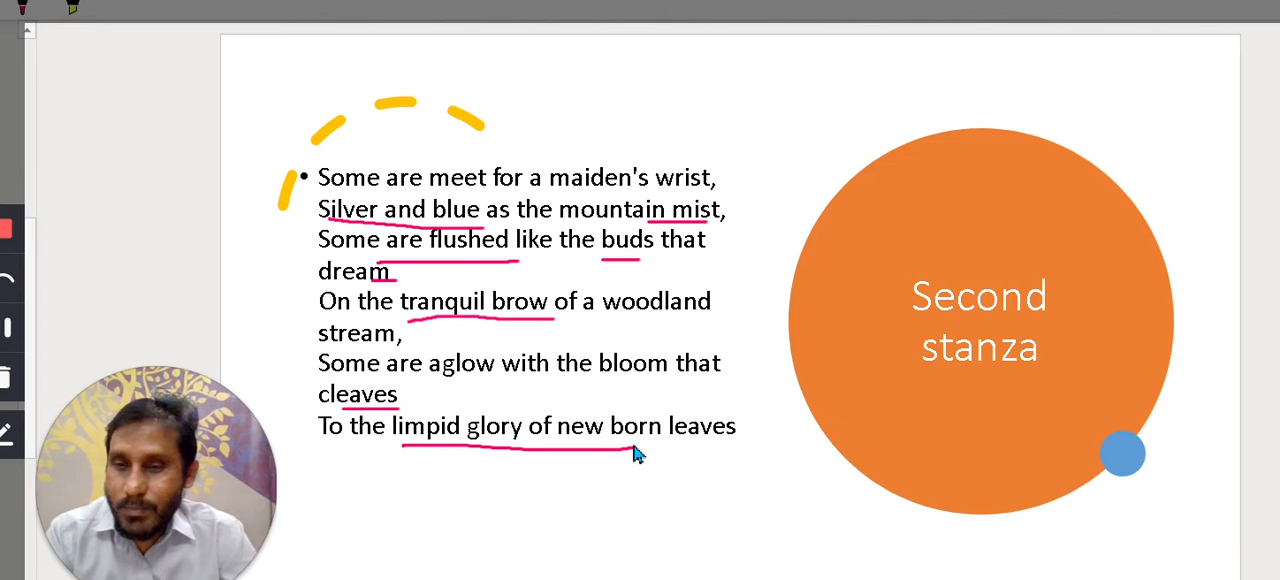 Some are meet for a maiden's wrist,
Silver and blue as the mountain mist,
Some are flushed like the buds that
dream
On the tranquil brow of a woodland
stream,
Some are aglow with the bloom that
cleaves
To the limpid glory of new born leaves
Second
stanza